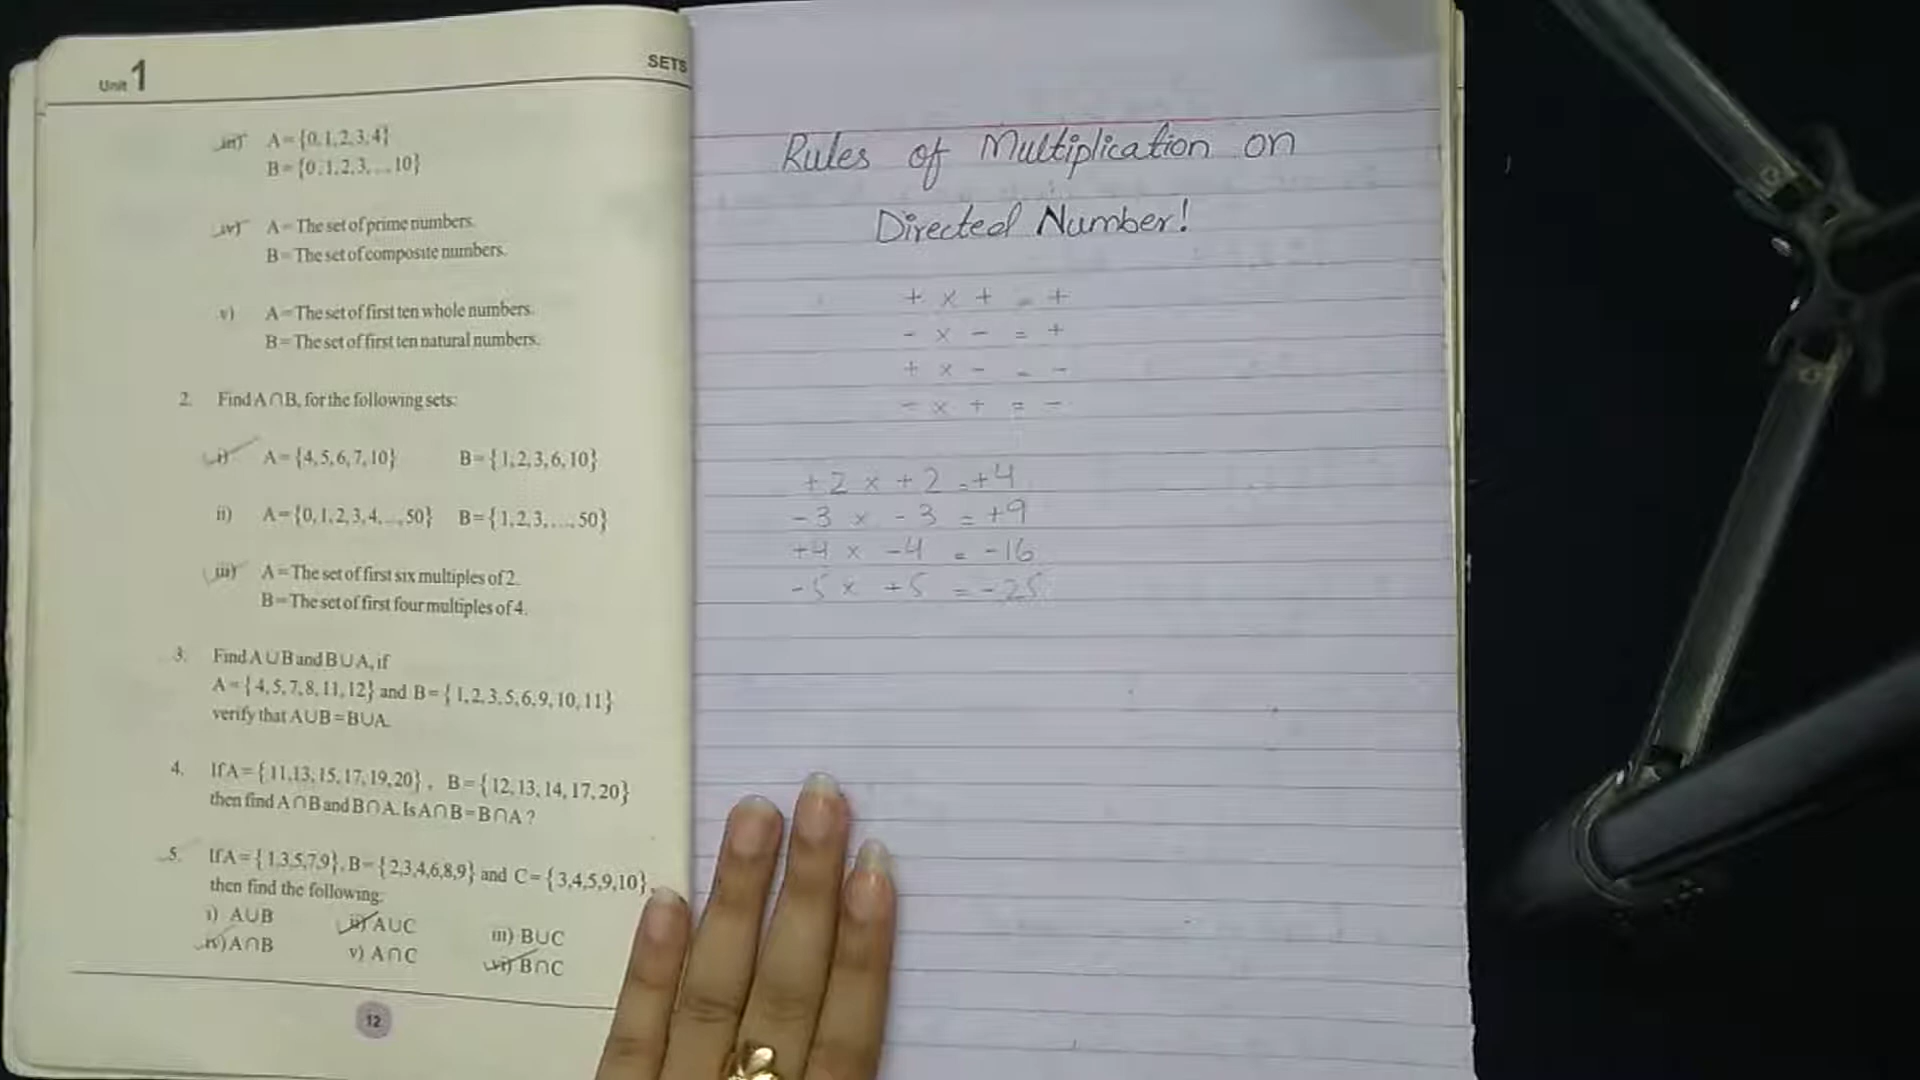 Unit 1
SETS
iii) A={0,1,2,3,4}
B={0,1,2,3,...10}
iv) A=The set of prime numbers.
B=The set of composite numbers.
v) A=The set of first ten whole numbers.
B=The set of first ten natural numbers.
2. Find A∩B, for the following sets:
i) A={4,5,6,7,10} B={1,2,3,6,10}
ii) A={0,1,2,3,4,...,50} B={1,2,3,...,50}
iii) A=The set of first six multiples of 2.
B=The set of first four multiples of 4.
3. Find A∪B and B∪A, if
A={4,5,7,8,11,12} and B={1,2,3,5,6,9,10,11}
verify that A∪B=B∪A.
4. If A={11,13,15,17,19,20}, B={12,13,14,17,20}
then find A∩B and B∩A. Is A∩B=B∩A?
5. If A={1,3,5,7,9}, B={2,3,4,6,8,9} and C={3,4,5,9,10},
then find the following:
i) A∪B ii) A∪C iii) B∪C
iv) A∩B v) A∩C vi) B∩C
12
Rules of Multiplication on
Directed Number!
+ × + = +
- × - = +
+ × - = -
- × + = -
+2 × +2 = +4
-3 × -3 = +9
+4 × -4 = -16
-5 × +5 = -25